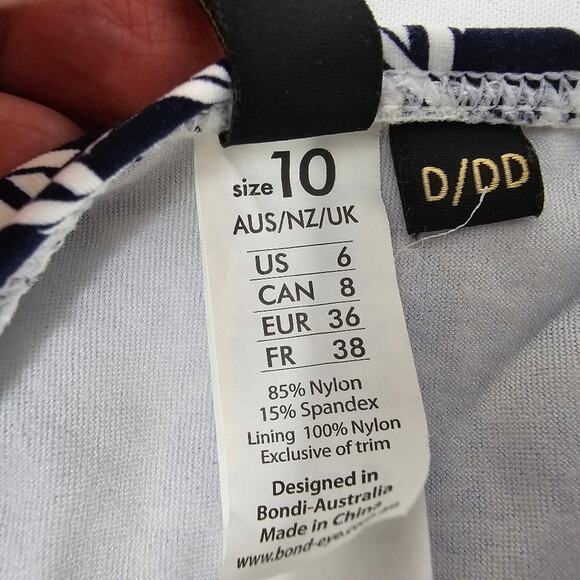 size 10
AUS/NZ/UK
US 6
CAN 8
EUR 36
FR 38
85% Nylon
15% Spandex
Lining 100% Nylon
Exclusive of trim
Designed in
Bondi-Australia
Made in China
D/DD